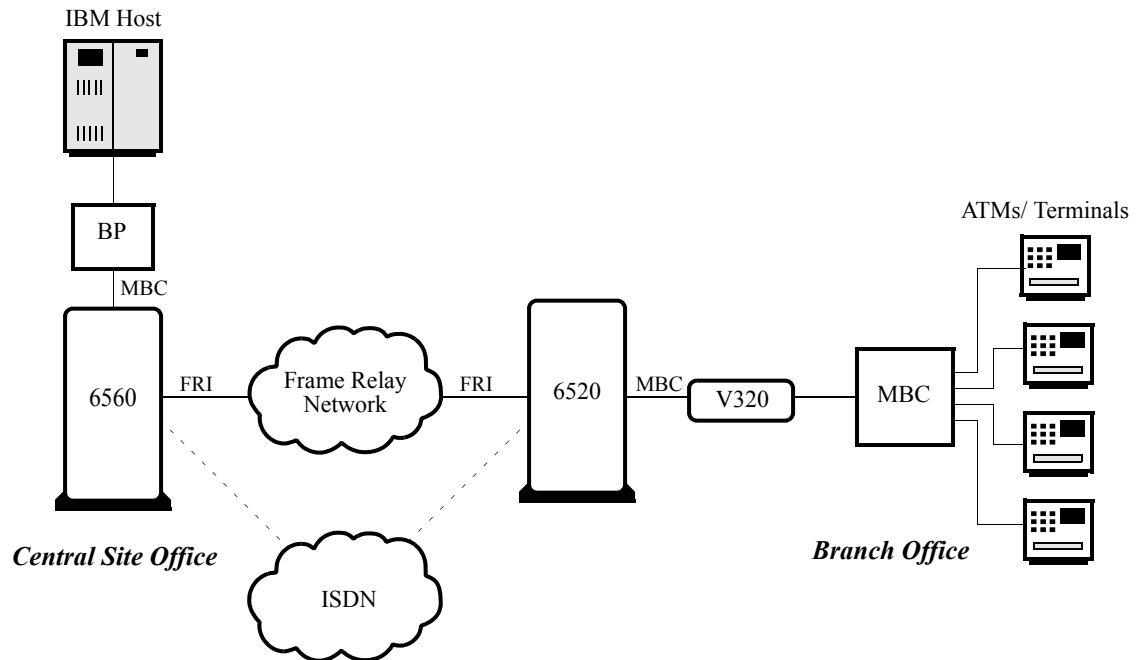 IBM Host
BP
MBC
ATMs/ Terminals
6560
FRI
Frame Relay
Network
FRI
6520
MBC
V320
MBC
Central Site Office
Branch Office
ISDN